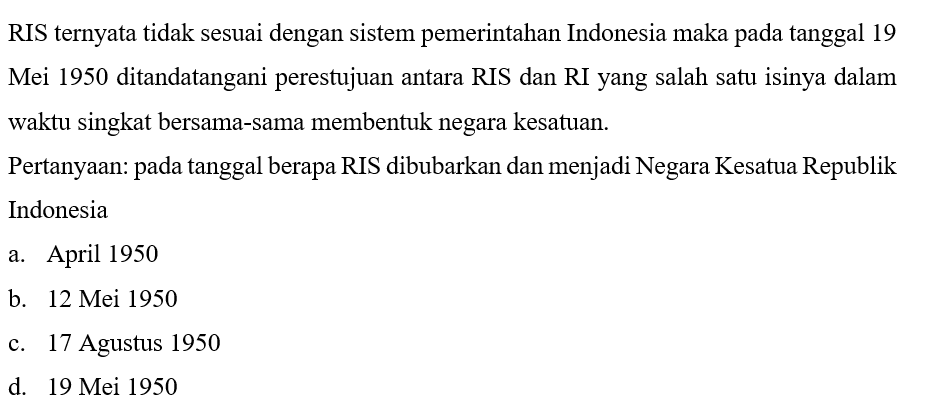 RIS ternyata tidak sesuai dengan sistem pemerintahan Indonesia maka pada tanggal 19
Mei 1950 ditandatangani perestujuan antara RIS dan RI yang salah satu isinya dalam
waktu singkat bersama-sama membentuk negara kesatuan.
Pertanyaan: pada tanggal berapa RIS dibubarkan dan menjadi Negara Kesatua Republik
Indonesia
a. April 1950
b. 12 Mei 1950
c. 17 Agustus 1950
d. 19 Mei 1950